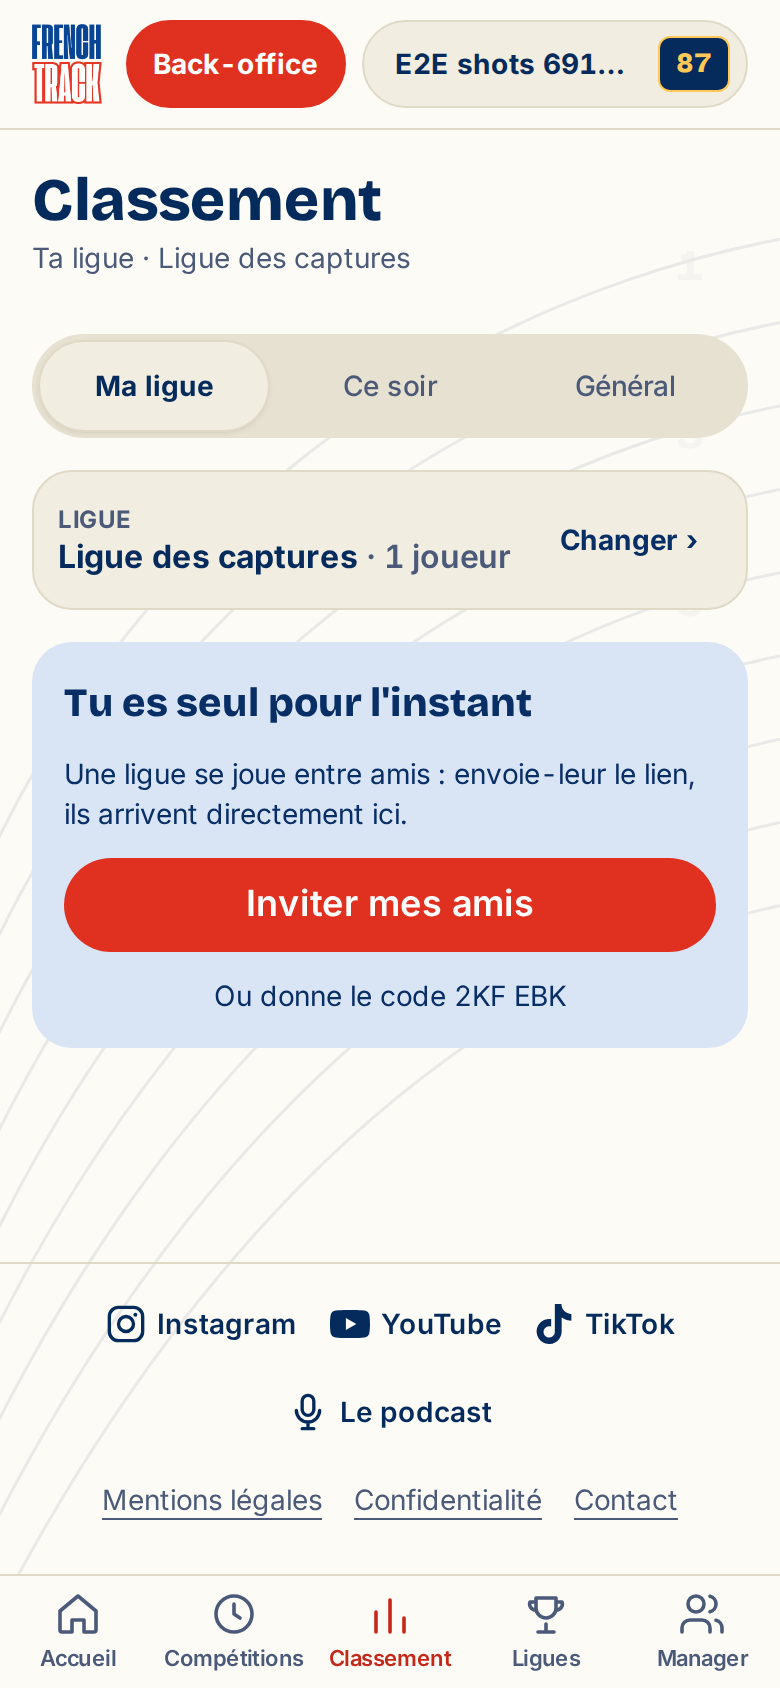 FRENCH
TRACK
Back-office
E2E shots 691...
87
Classement
Ta ligue · Ligue des captures
1
Ma ligue
Ce soir
Général
LIGUE
Ligue des captures · 1 joueur
Changer ›
Tu es seul pour l'instant
Une ligue se joue entre amis : envoie-leur le lien,
ils arrivent directement ici.
Inviter mes amis
Ou donne le code 2KF EBK
Instagram
YouTube
TikTok
Le podcast
Mentions légales
Confidentialité
Contact
Accueil
Compétitions
Classement
Ligues
Manager